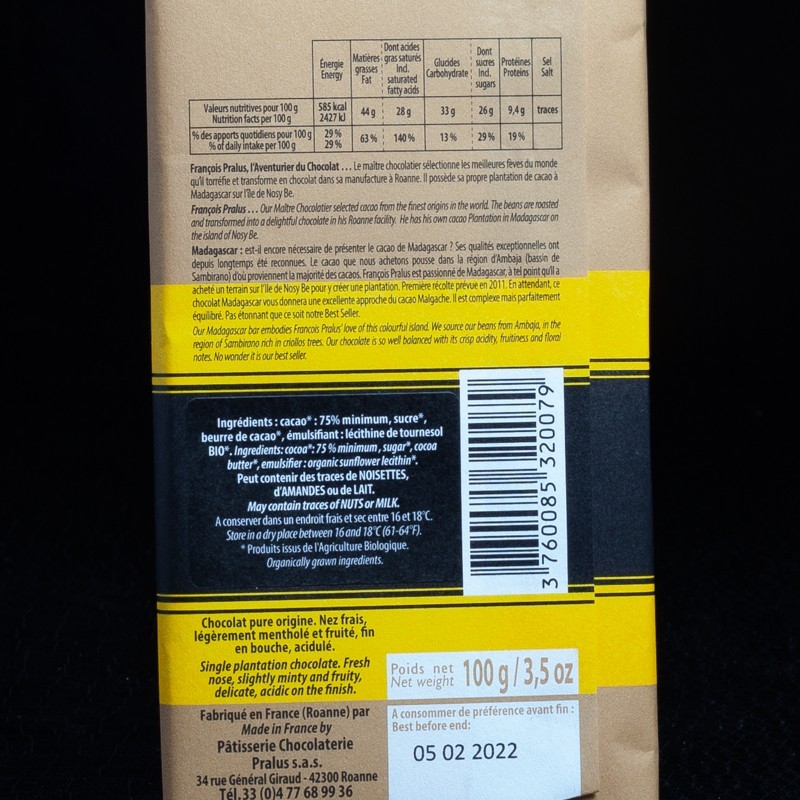 Énergie Energy
Matières grasses Fat
Dont acides gras saturés Incl. saturated fatty acids
Glucides Carbohydrate
Dont sucres Incl. sugars
Protéines Proteins
Sel Salt
Valeurs nutritives pour 100 g
Nutrition facts per 100 g
585 kcal
2427 kJ
44 g
28 g
33 g
26 g
9,4 g
traces
% des apports quotidiens pour 100 g
% of daily intake per 100 g
29 %
29 %
63 %
140 %
13 %
29 %
19 %
François Pralus, l'Aventurier du Chocolat ... Le maître chocolatier sélectionne les meilleures fèves du monde
qu'il torréfie et transforme en chocolat dans sa manufacture à Roanne. Il possède sa propre plantation de cacao à
Madagascar sur l'île de Nosy Be.
François Pralus ... Our Maître Chocolatier selected cacao from the finest origins in the world. The beans are roasted
and transformed into a delightful chocolate in his Roanne facility. He has his own cacao Plantation in Madagascar on
the island of Nosy Be.
Madagascar : est-il encore nécessaire de présenter le cacao de Madagascar ? Ses qualités exceptionnelles ont
depuis longtemps été reconnues. Le cacao que nous achetons pousse dans la région d'Ambaja (bassin de
Sambirano) d'où proviennent la majorité des cacaos. François Pralus est passionné de Madagascar, à tel point qu'il a
acheté un terrain sur l'Ile de Nosy Be pour y créer une plantation. Première récolte prévue en 2011. En attendant, ce
chocolat Madagascar vous donnera une excellente approche du cacao Malgache. Il est complexe mais parfaitement
équilibré. Pas étonnant que ce soit notre Best Seller.
Our Madagascar bar embodies Francois Pralus' love of this colourful island. We source our beans from Ambaja, in the
region of Sambirano rich in criollos trees. Our chocolate is so well balanced with its crisp acidity, fruitiness and floral
notes. No wonder it is our best seller.
Ingrédients : cacao* : 75% minimum, sucre*,
beurre de cacao*, émulsifiant : lécithine de tournesol
BIO*. Ingredients: cocoa*: 75 % minimum, sugar*, cocoa
butter*, emulsifier : organic sunflower lecithin*.
Peut contenir des traces de NOISETTES,
d'AMANDES ou de LAIT.
May contain traces of NUTS or MILK.
A conserver dans un endroit frais et sec entre 16 et 18°C.
Store in a dry place between 16 and 18°C (61-64°F).
* Produits issus de l'Agriculture Biologique.
Organically grawn ingredients.
3 760085 320079
Chocolat pure origine. Nez frais,
légèrement mentholé et fruité, fin
en bouche, acidulé.
Single plantation chocolate. Fresh
nose, slightly minty and fruity,
delicate, acidic on the finish.
Poids net
Net weight
100 g / 3,5 oz
Fabriqué en France (Roanne) par
Made in France by
Pâtisserie Chocolaterie
Pralus s.a.s.
34 rue Général Giraud - 42300 Roanne
Tél. 33 (0)4 77 68 99 36
A consommer de préférence avant fin :
Best before end:
05 02 2022